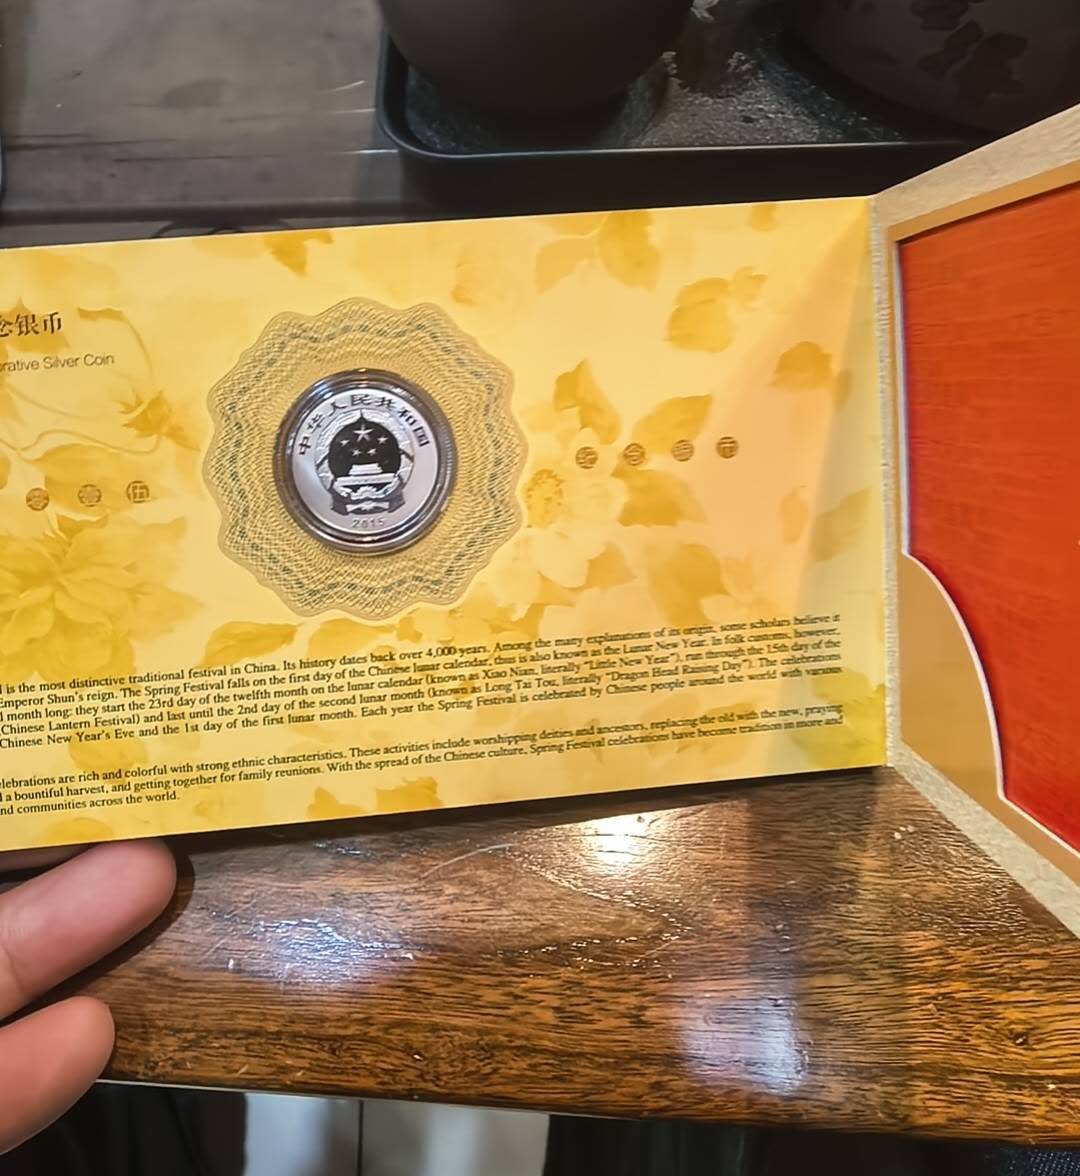 念银币
rative Silver Coin
中华人民共和国
2015
伍
纪念银币
l is the most distinctive traditional festival in China. Its history dates back over 4,000 years. Among the many explanations of its origin, some scholars believe it
Emperor Shun's reign. The Spring Festival falls on the first day of the Chinese lunar calendar, thus is also known as the Lunar New Year. In folk customs, however,
l month long: they start the 23rd day of the twelfth month on the lunar calendar (known as Xiao Nian, literally "Little New Year"), run through the 15th day of the
Chinese Lantern Festival) and last until the 2nd day of the second lunar month (known as Long Tai Tou, literally "Dragon Head Raising Day"). The celebrations
Chinese New Year's Eve and the 1st day of the first lunar month. Each year the Spring Festival is celebrated by Chinese people around the world with various
elebrations are rich and colorful with strong ethnic characteristics. These activities include worshipping deities and ancestors, replacing the old with the new, praying
l a bountiful harvest, and getting together for family reunions. With the spread of the Chinese culture, Spring Festival celebrations have become tradition in more and
nd communities across the world.